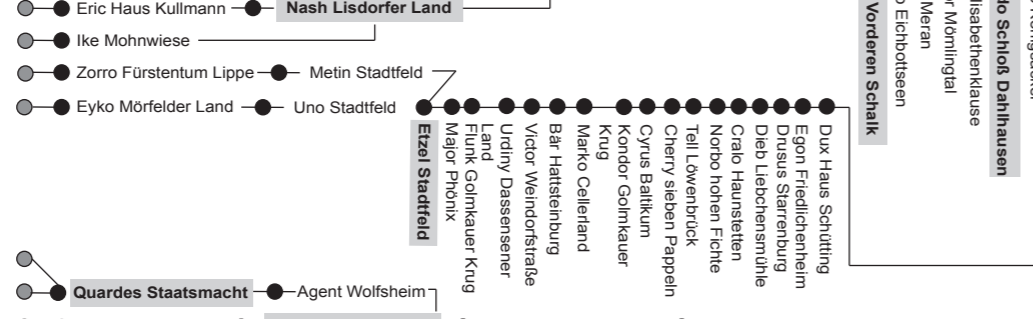 Eric Haus Kullmann
Nash Lisdorfer Land
Ike Mohnwiese
Zorro Fürstentum Lippe
Metin Stadtfeld
Eyko Mörfelder Land
Uno Stadtfeld
Etzel Stadtfeld
Major Phönix
Flunk Golmkauer Krug
Land
Urdiny Dassensener
Victor Weindorfstraße
Bär Hattsteinburg
Marko Cellerland
Krug
Kondor Golmkauer
Cyrus Baltikum
Cherry sieben Pappeln
Tell Löwenbrück
Norbo hohen Fichte
Cralo Haunstetten
Dieb Liebchensmühle
Drusus Starrenburg
Egon Friedlichenheim
Dux Haus Schütting
Vorderen Schalk
Eichbottseen
Meran
Mömlingtal
Schloß Dahlhausen
Quardes Staatsmacht
Agent Wolfsheim